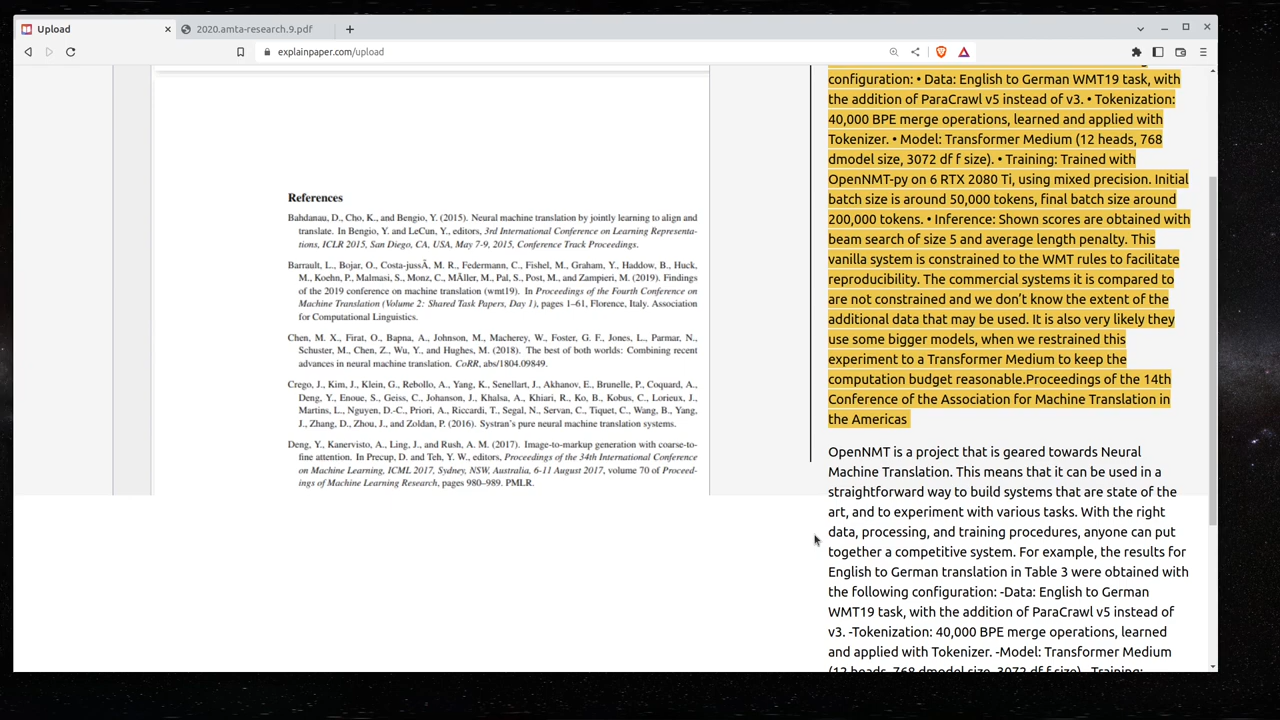 Upload
2020.amta-research.9.pdf
explainpaper.com/upload
References
Bahdanau, D., Cho, K., and Bengio, Y. (2015). Neural machine translation by jointly learning to align and
translate. In Bengio, Y. and LeCun, Y., editors, 3rd International Conference on Learning Representa-
tions, ICLR 2015, San Diego, CA, USA, May 7-9, 2015, Conference Track Proceedings.
Barrault, L., Bojar, O., Costa-jussÃ, M. R., Federmann, C., Fishel, M., Graham, Y., Haddow, B., Huck,
M., Koehn, P., Malmasi, S., Monz, C., MÃller, M., Pal, S., Post, M., and Zampieri, M. (2019). Findings
of the 2019 conference on machine translation (wmt19). In Proceedings of the Fourth Conference on
Machine Translation (Volume 2: Shared Task Papers, Day 1), pages 1–61, Florence, Italy. Association
for Computational Linguistics.
Chen, M. X., Firat, O., Bapna, A., Johnson, M., Macherey, W., Foster, G. F., Jones, L., Parmar, N.,
Schuster, M., Chen, Z., Wu, Y., and Hughes, M. (2018). The best of both worlds: Combining recent
advances in neural machine translation. CoRR, abs/1804.09849.
Crego, J., Kim, J., Klein, G., Rebollo, A., Yang, K., Senellart, J., Akhanov, E., Brunelle, P., Coquard, A.,
Deng, Y., Enoue, S., Geiss, C., Johanson, J., Khalsa, A., Khiari, R., Ko, B., Kobus, C., Lorieux, J.,
Martins, L., Nguyen, D.-C., Priori, A., Riccardi, T., Segal, N., Servan, C., Tiquet, C., Wang, B., Yang,
J., Zhang, D., Zhou, J., and Zoldan, P. (2016). Systran's pure neural machine translation systems.
Deng, Y., Kanervisto, A., Ling, J., and Rush, A. M. (2017). Image-to-markup generation with coarse-to-
fine attention. In Precup, D. and Teh, Y. W., editors, Proceedings of the 34th International Conference
on Machine Learning, ICML 2017, Sydney, NSW, Australia, 6-11 August 2017, volume 70 of Proceed-
ings of Machine Learning Research, pages 980–989. PMLR.
configuration: • Data: English to German WMT19 task, with
the addition of ParaCrawl v5 instead of v3. • Tokenization:
40,000 BPE merge operations, learned and applied with
Tokenizer. • Model: Transformer Medium (12 heads, 768
dmodel size, 3072 df f size). • Training: Trained with
OpenNMT-py on 6 RTX 2080 Ti, using mixed precision. Initial
batch size is around 50,000 tokens, final batch size around
200,000 tokens. • Inference: Shown scores are obtained with
beam search of size 5 and average length penalty. This
vanilla system is constrained to the WMT rules to facilitate
reproducibility. The commercial systems it is compared to
are not constrained and we don't know the extent of the
additional data that may be used. It is also very likely they
use some bigger models, when we restrained this
experiment to a Transformer Medium to keep the
computation budget reasonable.Proceedings of the 14th
Conference of the Association for Machine Translation in
the Americas
OpenNMT is a project that is geared towards Neural
Machine Translation. This means that it can be used in a
straightforward way to build systems that are state of the
art, and to experiment with various tasks. With the right
data, processing, and training procedures, anyone can put
together a competitive system. For example, the results for
English to German translation in Table 3 were obtained with
the following configuration: -Data: English to German
WMT19 task, with the addition of ParaCrawl v5 instead of
v3. -Tokenization: 40,000 BPE merge operations, learned
and applied with Tokenizer. -Model: Transformer Medium
(12 heads, 768 dmodel size, 3072 df f size). -Training: